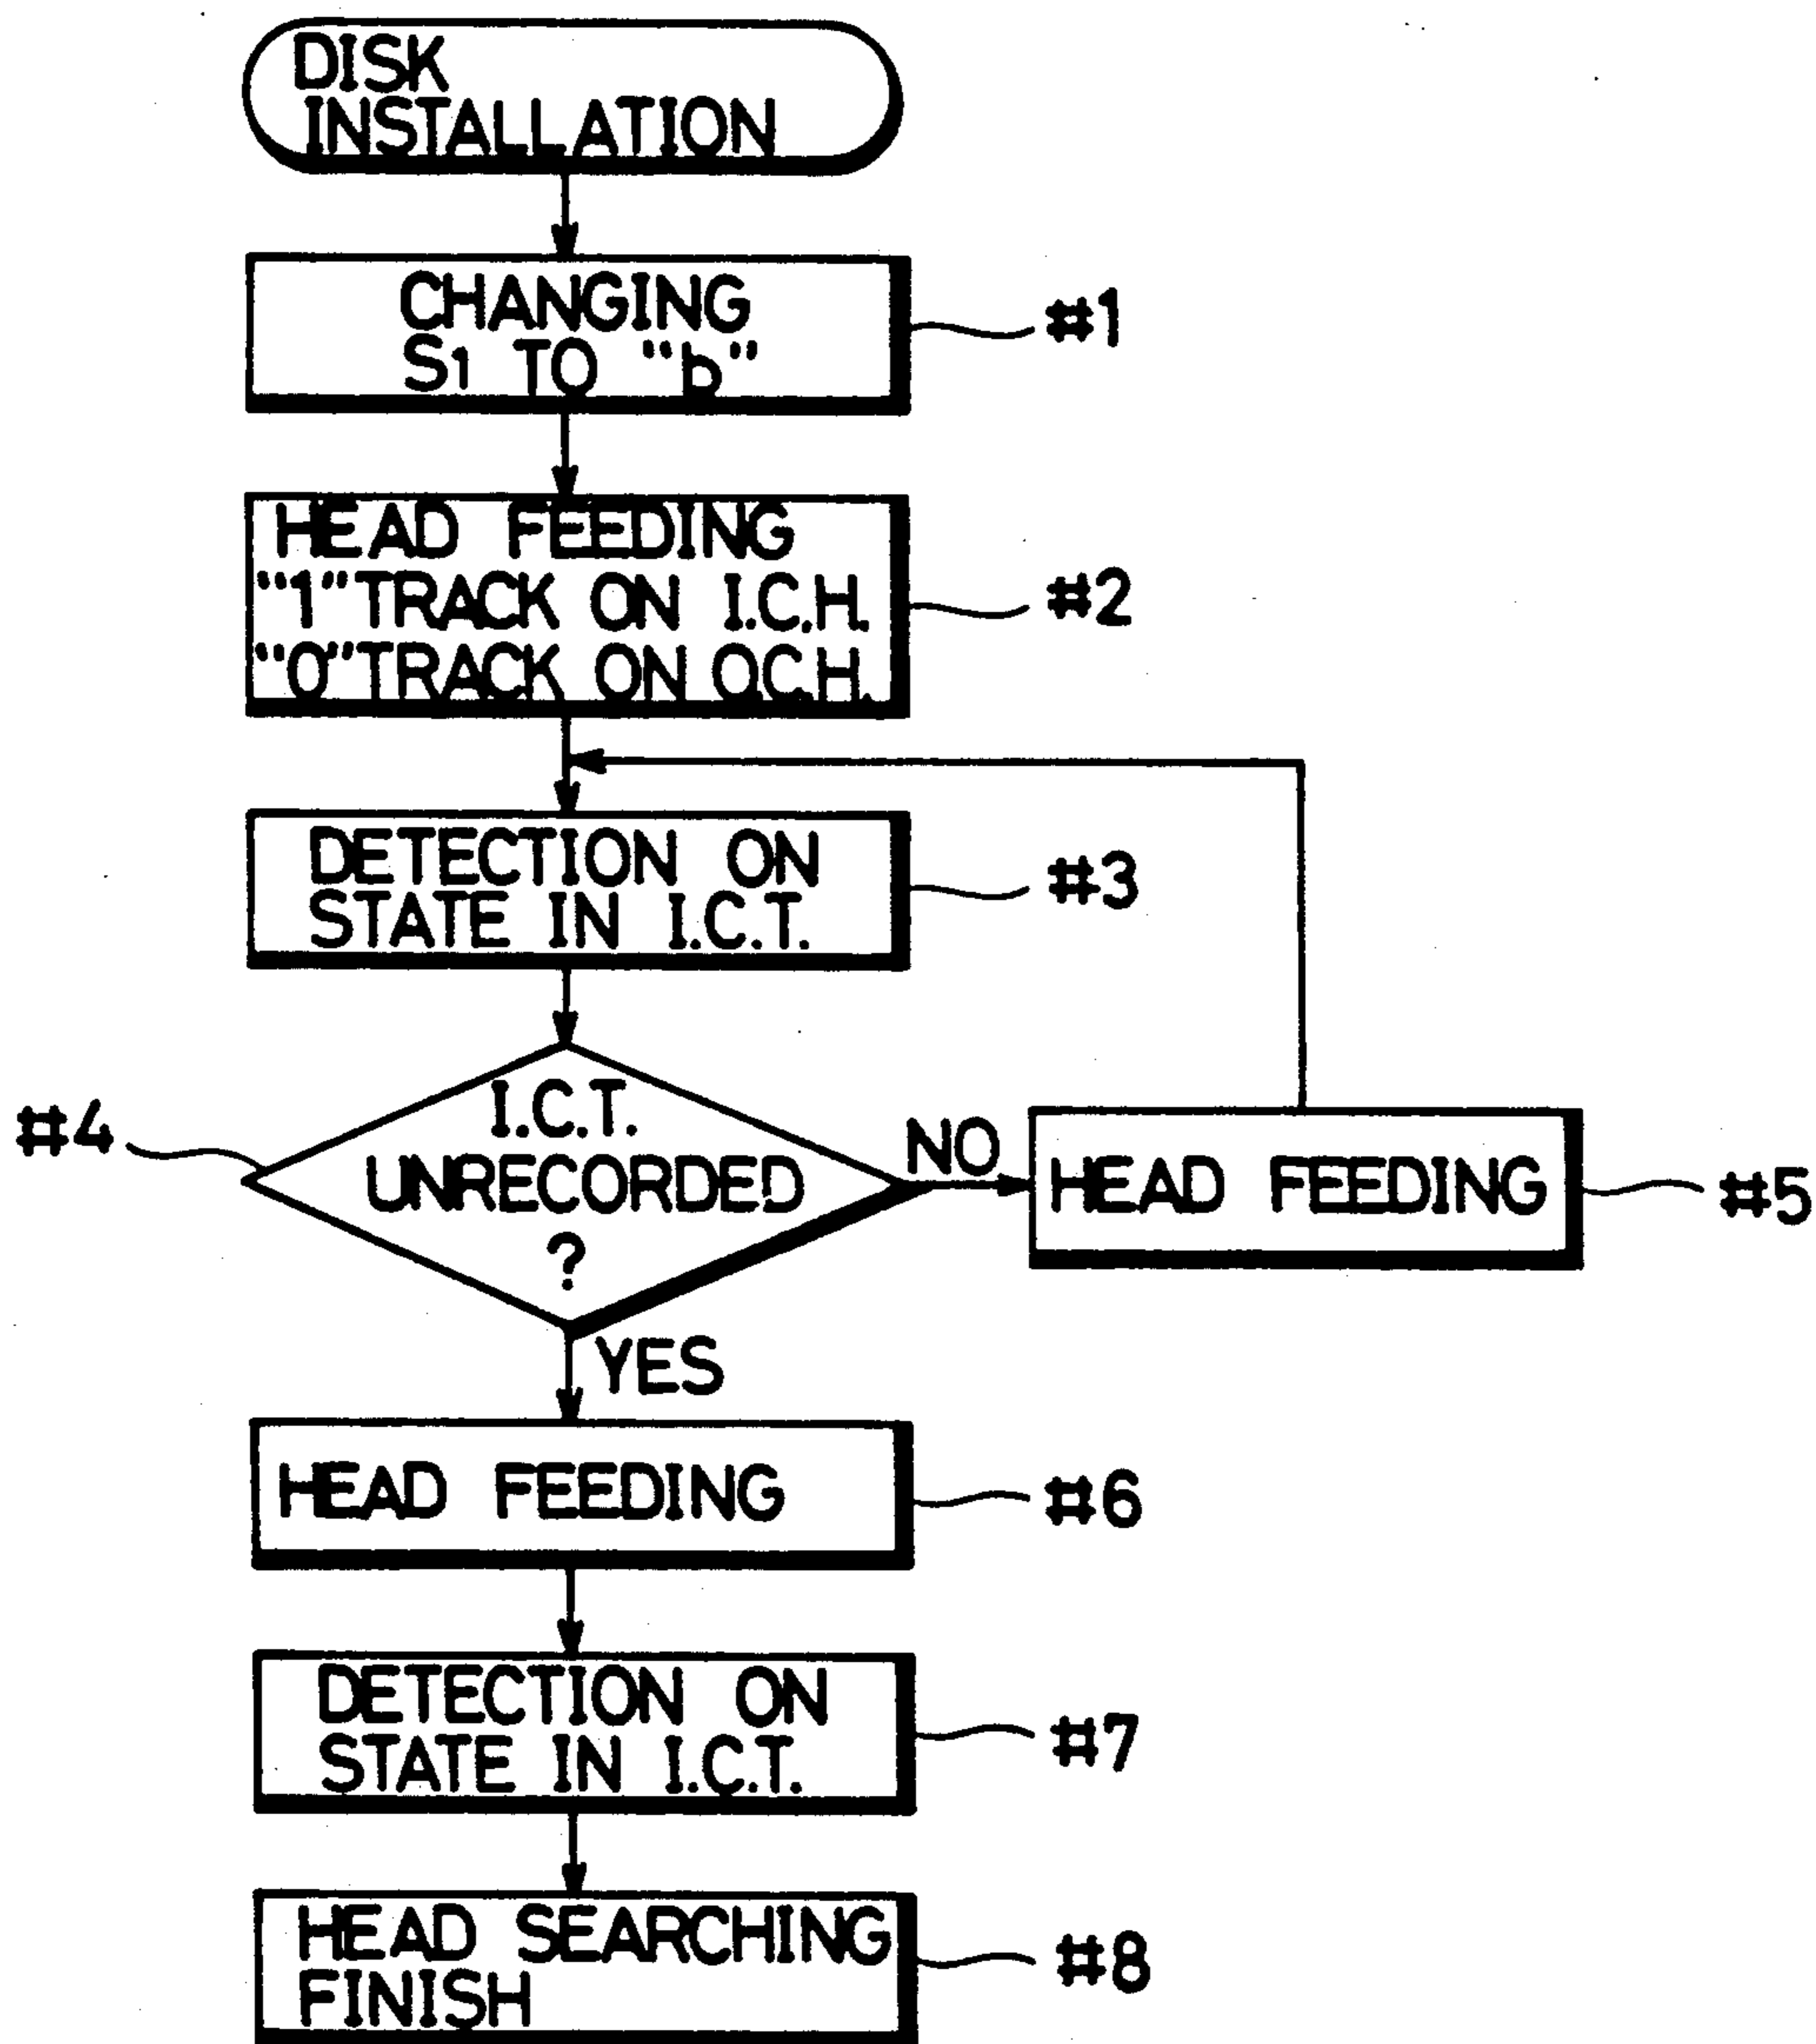 DISK
INSTALLATION
CHANGING
S1 TO "b"
#1
HEAD FEEDING
"1" TRACK ON I.C.H.
"0" TRACK ON O.C.H.
#2
DETECTION ON
STATE IN I.C.T.
#3
I.C.T.
UNRECORDED
?
#4
NO
HEAD FEEDING
#5
YES
HEAD FEEDING
#6
DETECTION ON
STATE IN I.C.T.
#7
HEAD SEARCHING
FINISH
#8